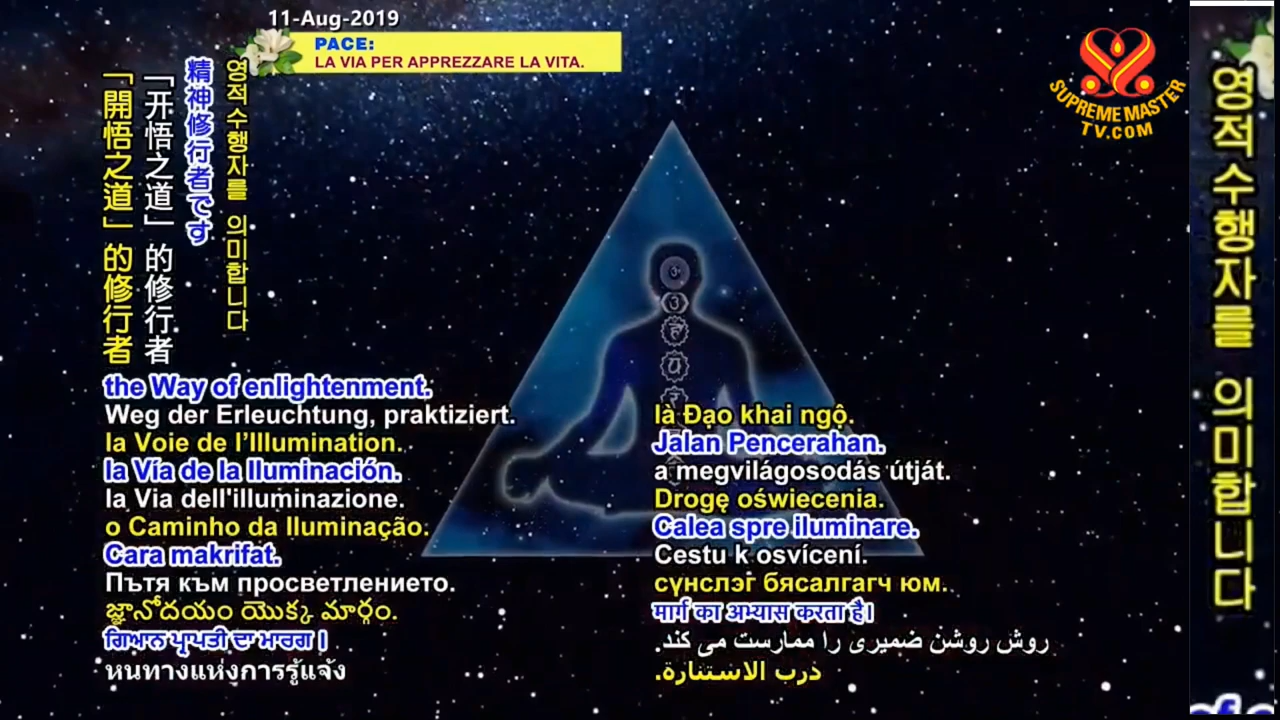 11-Aug-2019
PACE:
LA VIA PER APPREZZARE LA VITA.
SUPREME MASTER
TV.COM
영적 수행자를 의미합니다
精神修行者です
「开悟之道」的修行者
「開悟之道」的修行者
the Way of enlightenment.
Weg der Erleuchtung, praktiziert.
la Voie de l’Illumination.
la Vía de la Iluminación.
la Via dell'illuminazione.
o Caminho da Iluminação.
Cara makrifat.
Пътя към просветлението.
జ్ఞానోదయం యొక్క మార్గం.
ਗਿਆਨ ਪ੍ਰਾਪਤੀ ਦਾ ਮਾਰਗ।
หนทางแห่งการรู้แจ้ง
là Đạo khai ngộ.
Jalan Pencerahan.
a megvilágosodás útját.
Drogę oświecenia.
Calea spre iluminare.
Cestu k osvícení.
сүнслэг бясалгагч юм.
मार्ग का अभ्यास करता है।
روش روشن ضمیری را ممارست می کند.
درب الاستنارة.
영적 수행자를 의미합니다